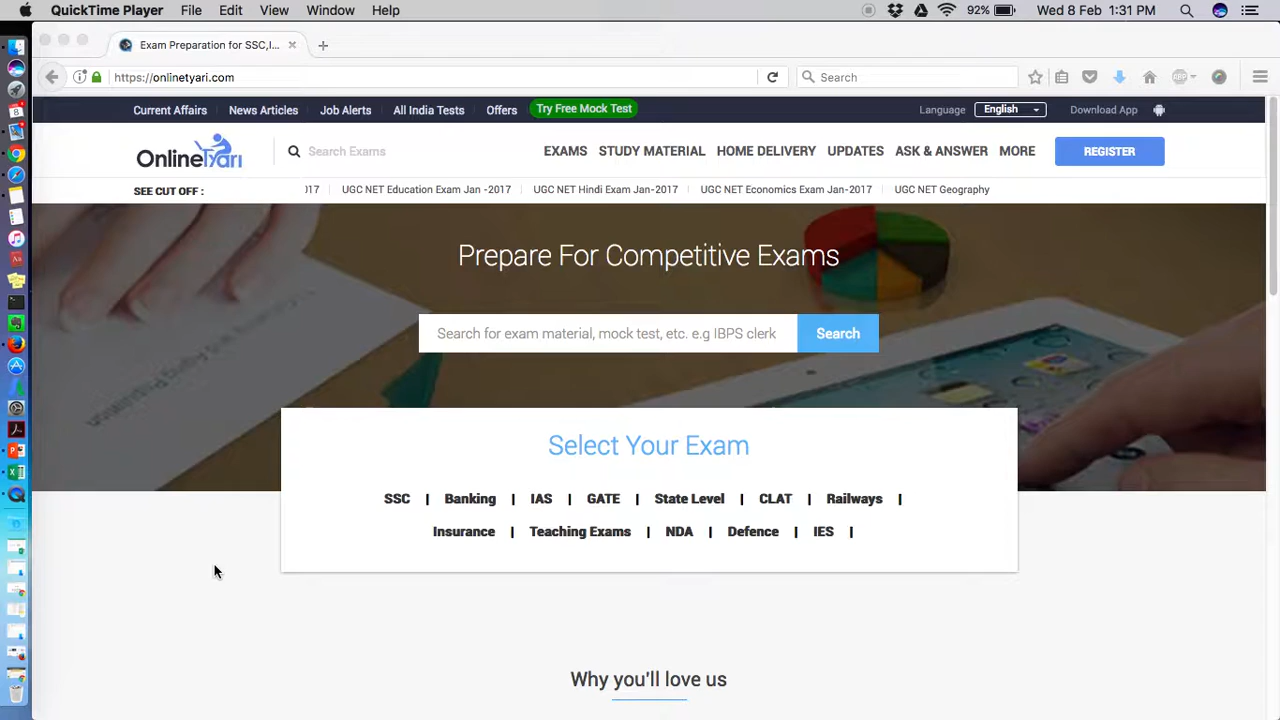 QuickTime Player File Edit View Window Help 92% Wed 8 Feb 1:31 PM
Exam Preparation for SSC,I...
https://onlinetyari.com Search
Current Affairs News Articles Job Alerts All India Tests Offers Try Free Mock Test Language English Download App
OnlineTyari Search Exams EXAMS STUDY MATERIAL HOME DELIVERY UPDATES ASK & ANSWER MORE REGISTER
SEE CUT OFF : 017 | UGC NET Education Exam Jan -2017 | UGC NET Hindi Exam Jan-2017 | UGC NET Economics Exam Jan-2017 | UGC NET Geography
Prepare For Competitive Exams
Search for exam material, mock test, etc. e.g IBPS clerk Search
Select Your Exam
SSC | Banking | IAS | GATE | State Level | CLAT | Railways |
Insurance | Teaching Exams | NDA | Defence | IES |
Why you'll love us